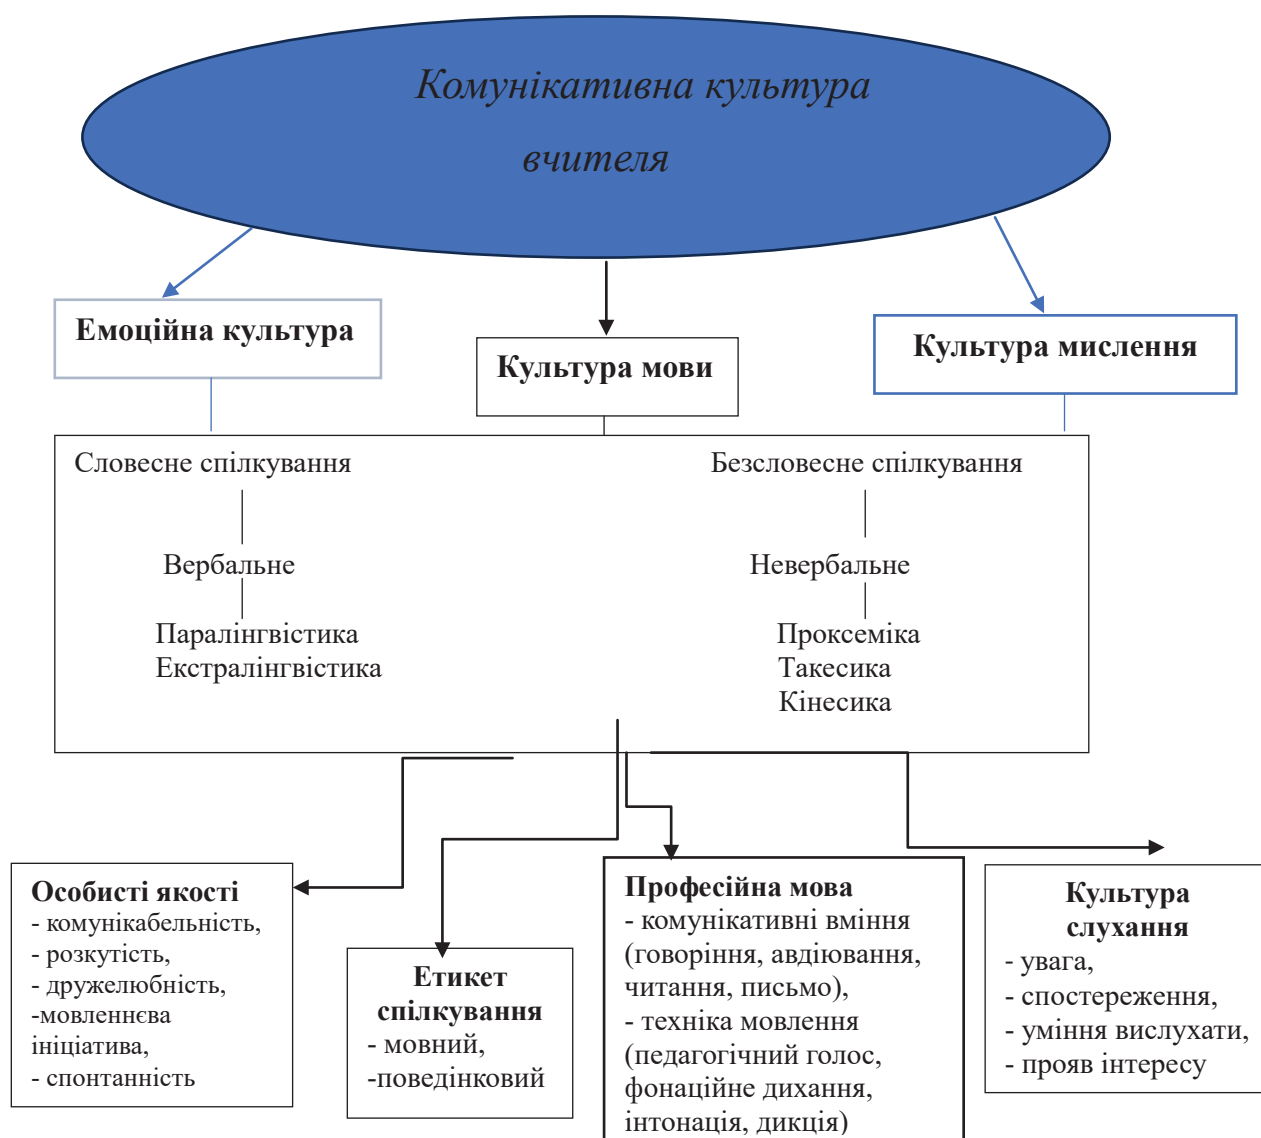 Комунікативна культура
вчителя
Емоційна культура
Культура мови
Культура мислення
Словесне спілкування
Безсловесне спілкування
Вербальне
Невербальне
Паралінгвістика
Екстралінгвістика
Проксеміка
Такесика
Кінесика
Особисті якості
- комунікабельність,
- розкутість,
- дружелюбність,
-мовленнєва
ініціатива,
- спонтанність
Етикет
спілкування
- мовний,
-поведінковий
Професійна мова
- комунікативні вміння
(говоріння, авдіювання,
читання, письмо),
- техніка мовлення
(педагогічний голос,
фонаційне дихання,
інтонація, дикція)
Культура
слухання
- увага,
- спостереження,
- уміння вислухати,
- прояв інтересу